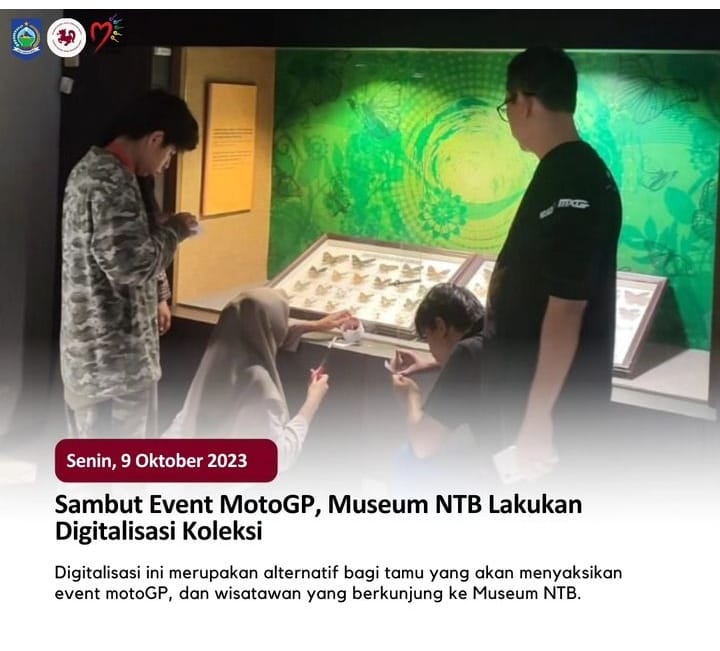 Senin, 9 Oktober 2023
Sambut Event MotoGP, Museum NTB Lakukan
Digitalisasi Koleksi
Digitalisasi ini merupakan alternatif bagi tamu yang akan menyaksikan
event motoGP, dan wisatawan yang berkunjung ke Museum NTB.